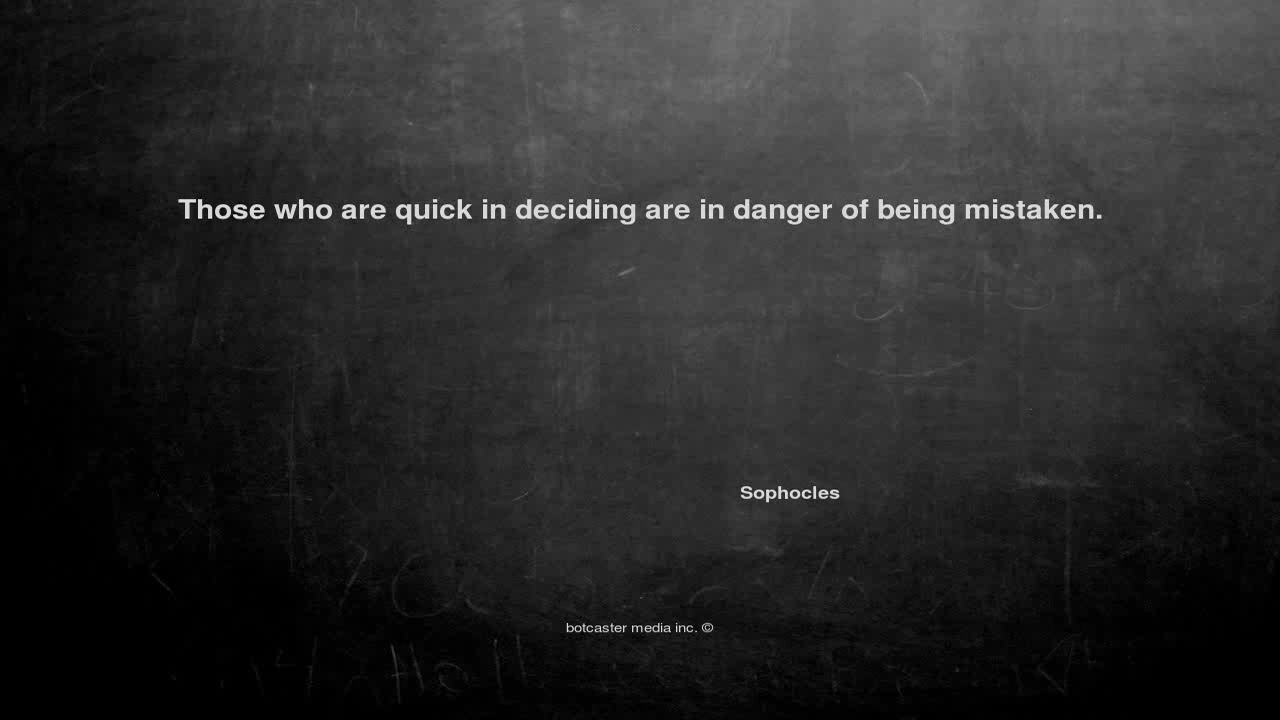 Those who are quick in deciding are in danger of being mistaken.
Sophocles
botcaster media inc. ©